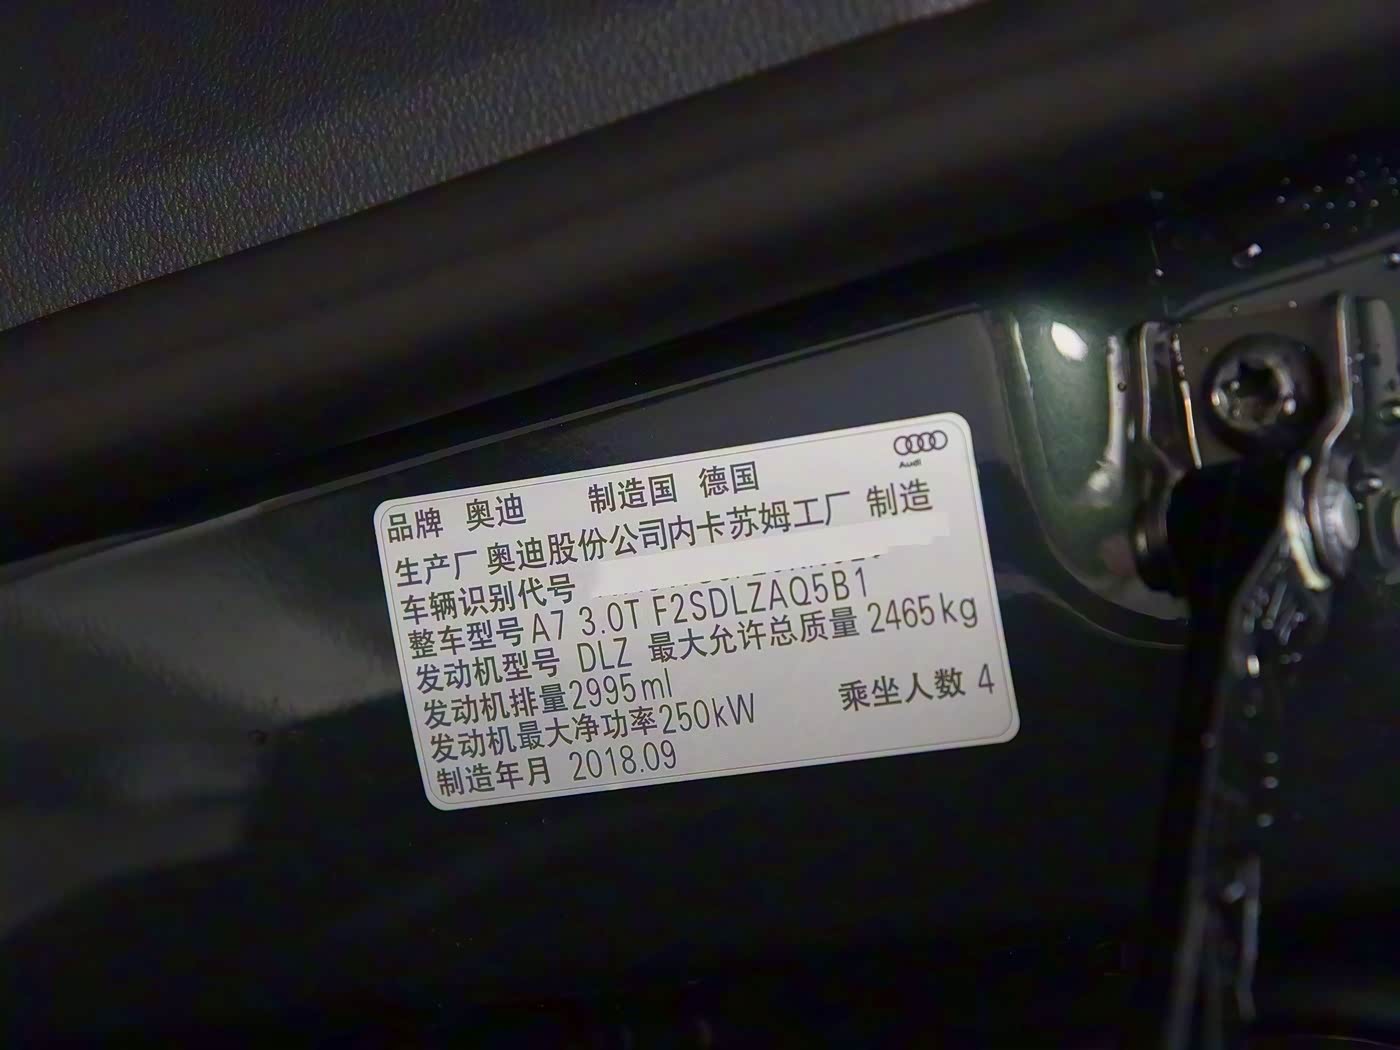 Audi
品牌 奥迪 制造国 德国
生产厂 奥迪股份公司内卡苏姆工厂 制造
车辆识别代号
整车型号 A7 3.0T F2SDLZAQ5B1
发动机型号 DLZ 最大允许总质量 2465kg
发动机排量2995ml
发动机最大净功率250kW 乘坐人数 4
制造年月 2018.09